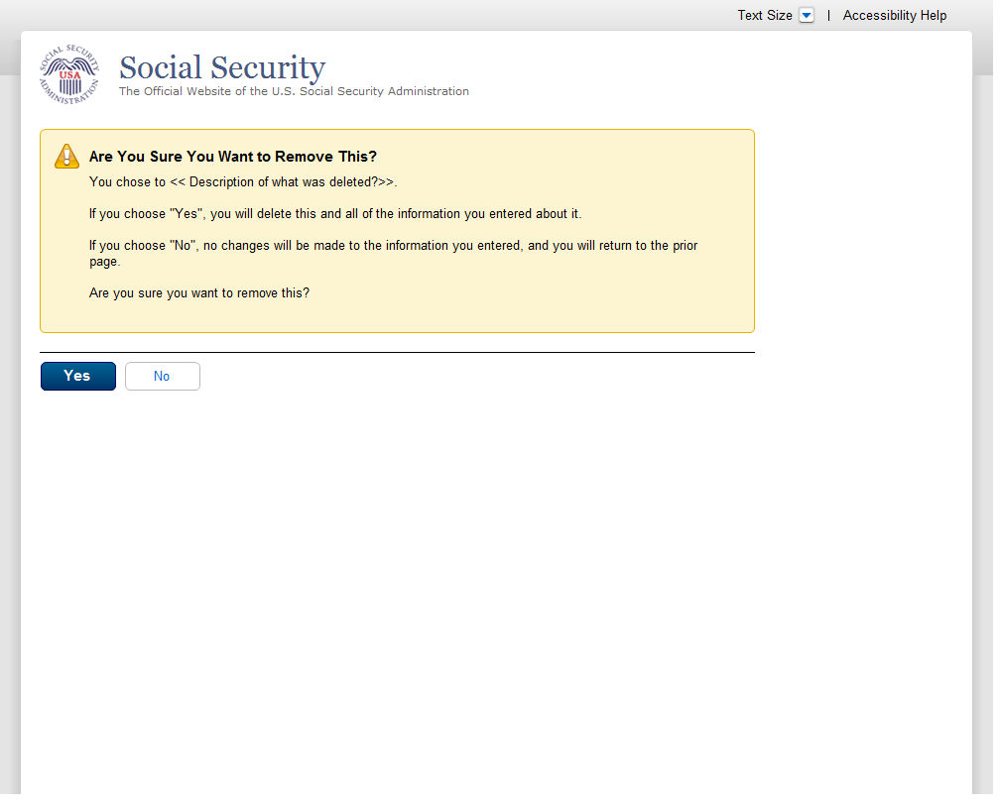 Text Size | Accessibility Help
SOCIAL SECURITY ADMINISTRATION
USA
Social Security
The Official Website of the U.S. Social Security Administration
Are You Sure You Want to Remove This?
You chose to << Description of what was deleted?>>.
If you choose "Yes", you will delete this and all of the information you entered about it.
If you choose "No", no changes will be made to the information you entered, and you will return to the prior
page.
Are you sure you want to remove this?
Yes No